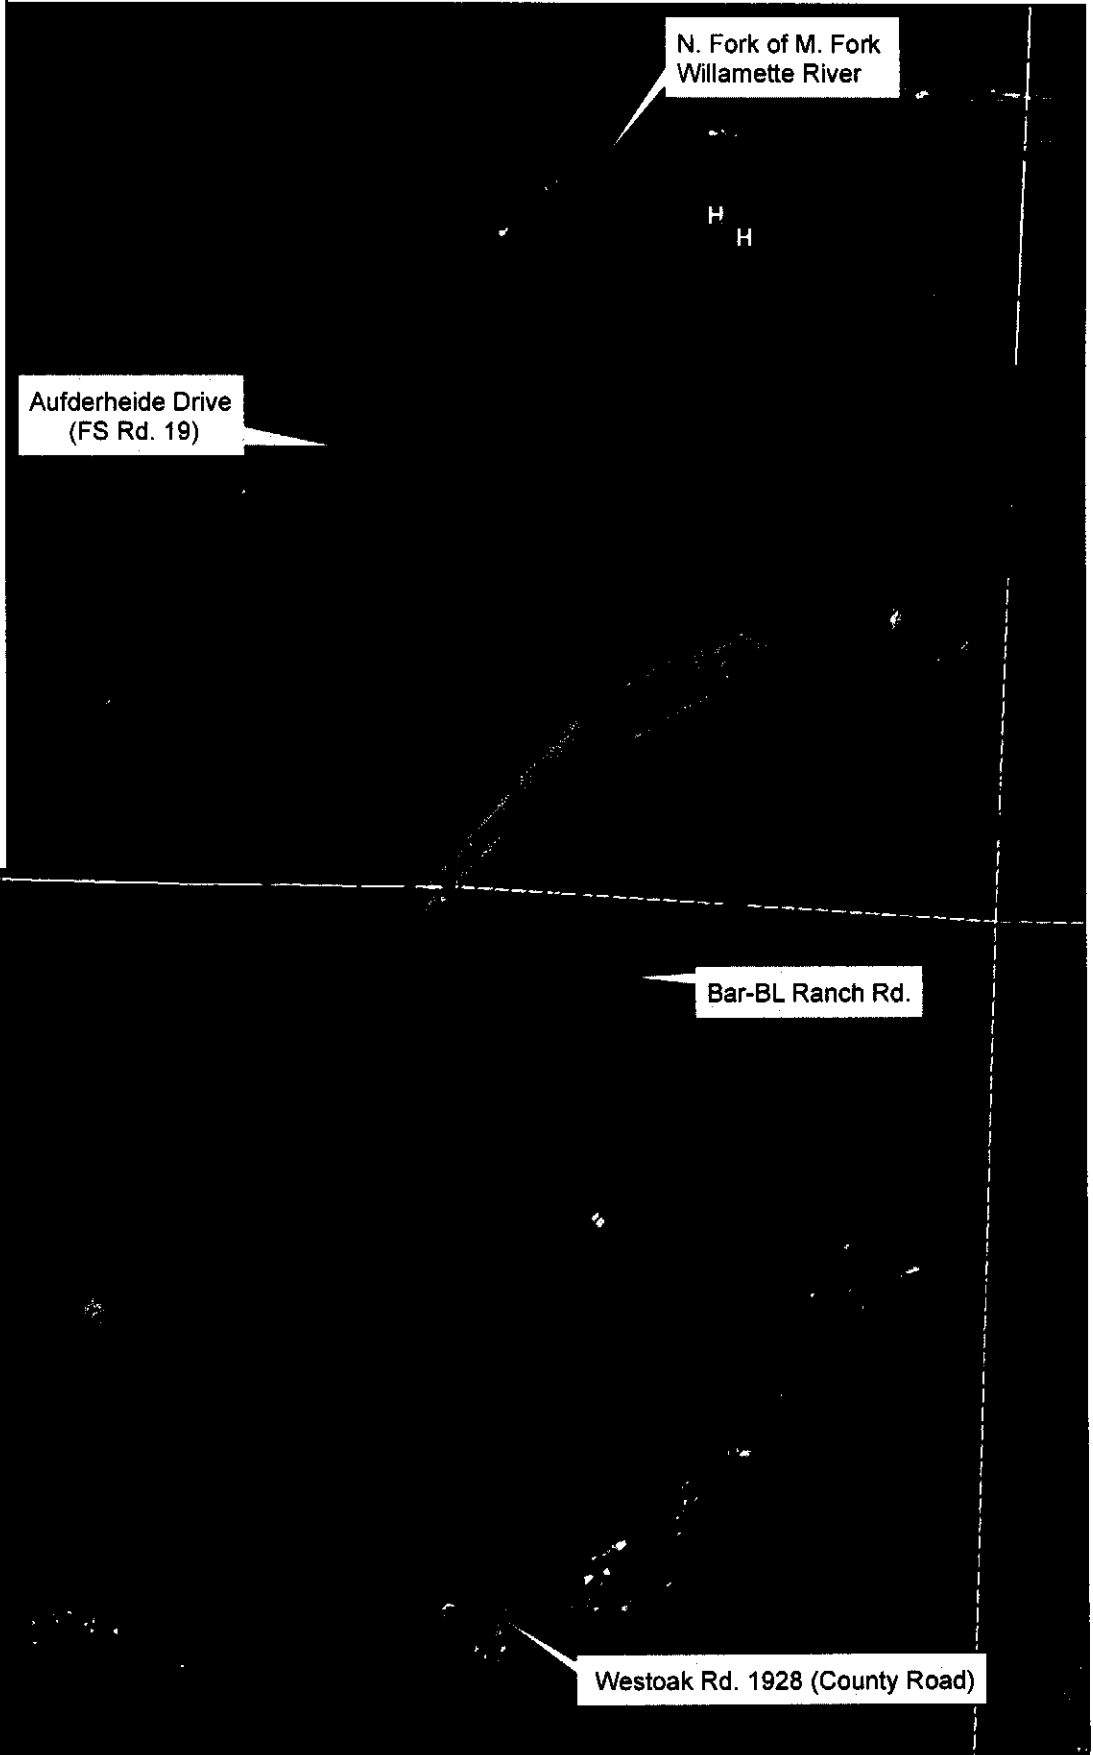 N. Fork of M. Fork
Willamette River
H
H
Aufderheide Drive
(FS Rd. 19)
Bar-BL Ranch Rd.
Westoak Rd. 1928 (County Road)